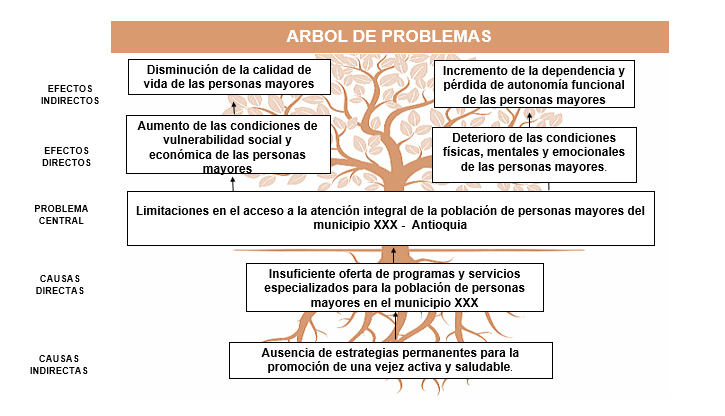 ARBOL DE PROBLEMAS
EFECTOS
INDIRECTOS
Disminución de la calidad de
vida de las personas mayores
Incremento de la dependencia y
pérdida de autonomía funcional
de las personas mayores
EFECTOS
DIRECTOS
Aumento de las condiciones de
vulnerabilidad social y
económica de las personas
mayores
Deterioro de las condiciones
físicas, mentales y emocionales
de las personas mayores.
PROBLEMA
CENTRAL
Limitaciones en el acceso a la atención integral de la población de personas mayores del
municipio XXX - Antioquia
CAUSAS
DIRECTAS
Insuficiente oferta de programas y servicios
especializados para la población de personas
mayores en el municipio XXX
CAUSAS
INDIRECTAS
Ausencia de estrategias permanentes para la
promoción de una vejez activa y saludable.